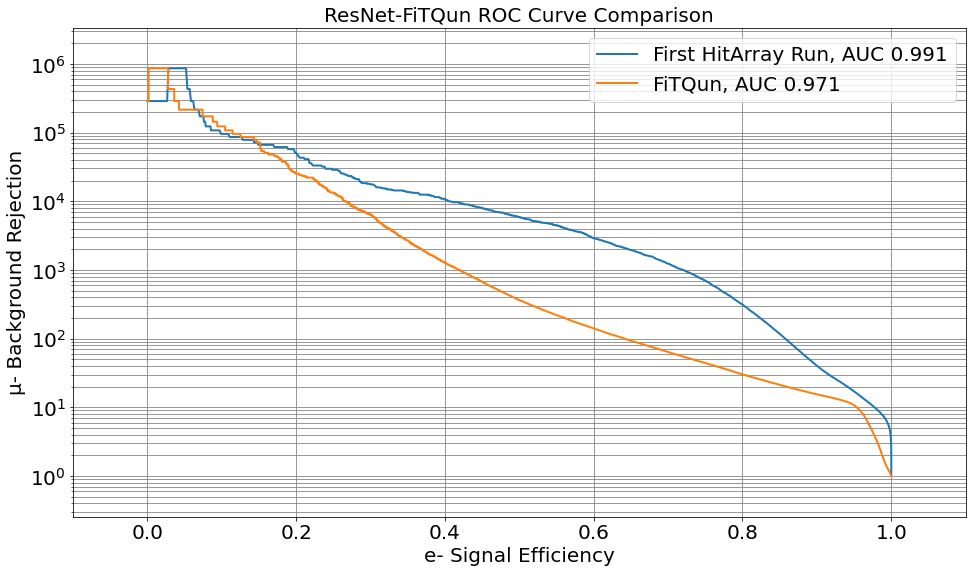 ResNet-FiTQun ROC Curve Comparison
First HitArray Run, AUC 0.991
FiTQun, AUC 0.971
μ- Background Rejection
10⁶
10⁵
10⁴
10³
10²
10¹
10⁰
0.0 0.2 0.4 0.6 0.8 1.0
e- Signal Efficiency